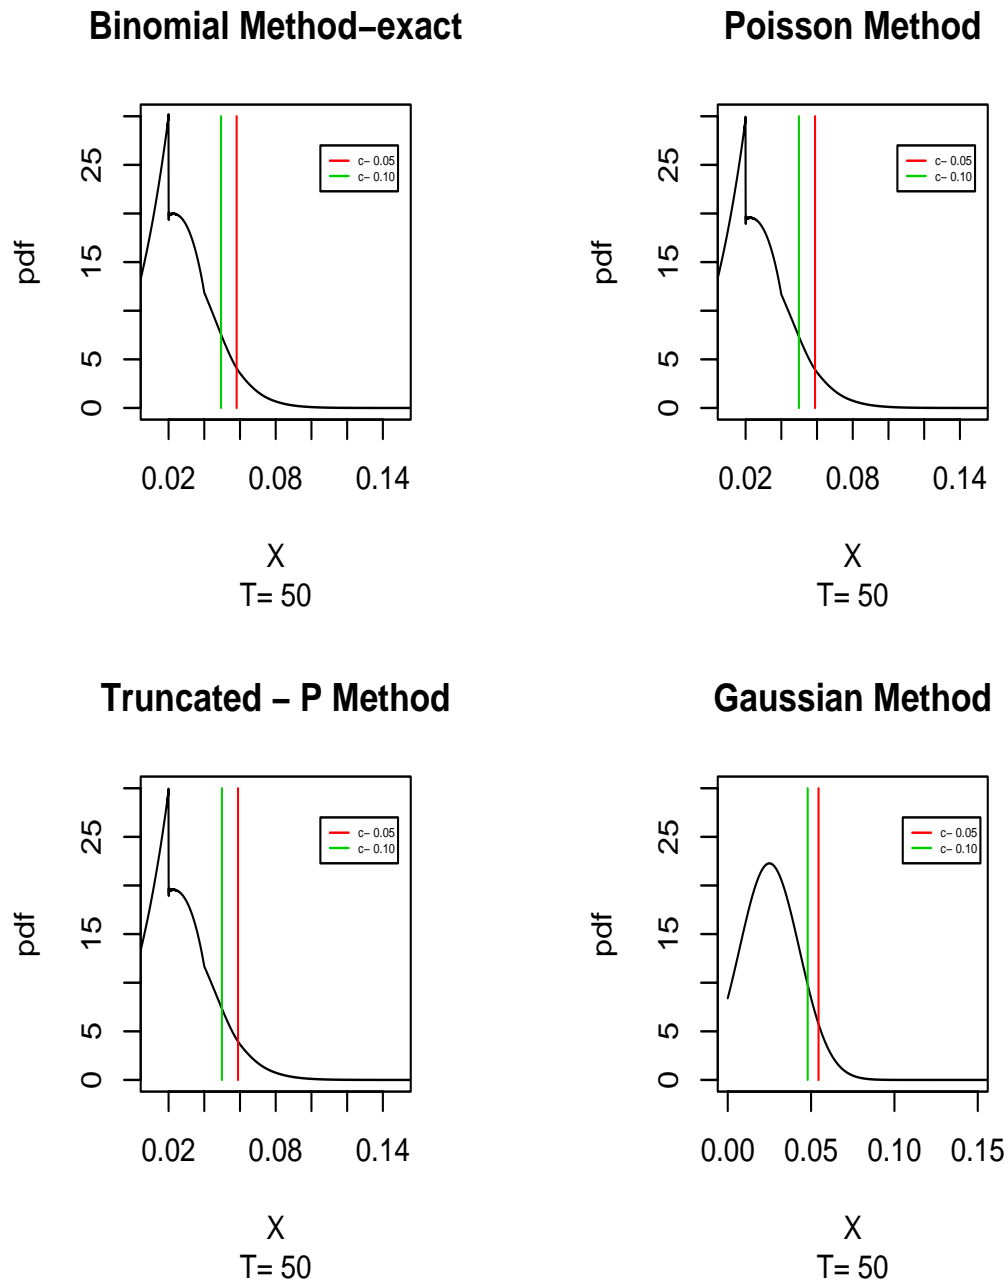 Binomial Method–exact
pdf
25
15
5
0
c– 0.05
c– 0.10
0.02 0.08 0.14
X
T= 50
Poisson Method
pdf
25
15
5
0
c– 0.05
c– 0.10
0.02 0.08 0.14
X
T= 50
Truncated – P Method
pdf
25
15
5
0
c– 0.05
c– 0.10
0.02 0.08 0.14
X
T= 50
Gaussian Method
pdf
25
15
5
0
c– 0.05
c– 0.10
0.00 0.05 0.10 0.15
X
T= 50